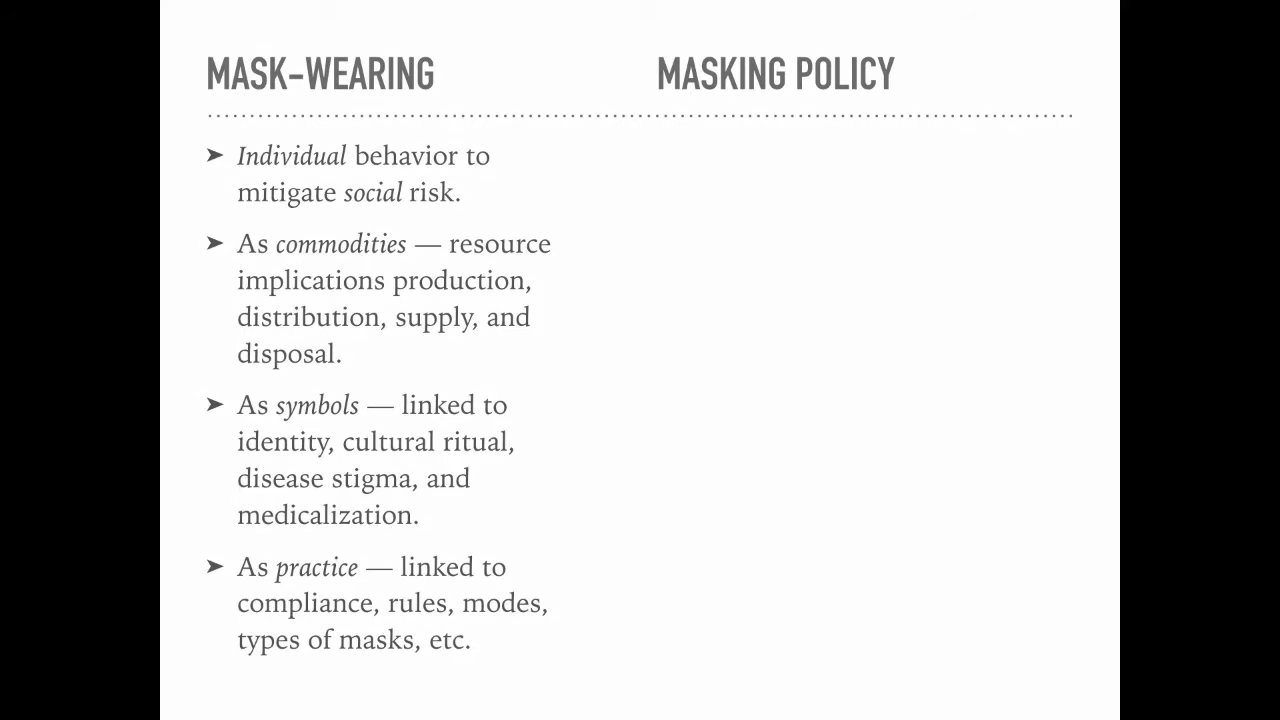 MASK-WEARING
MASKING POLICY
➤ Individual behavior to
mitigate social risk.
➤ As commodities — resource
implications production,
distribution, supply, and
disposal.
➤ As symbols — linked to
identity, cultural ritual,
disease stigma, and
medicalization.
➤ As practice — linked to
compliance, rules, modes,
types of masks, etc.